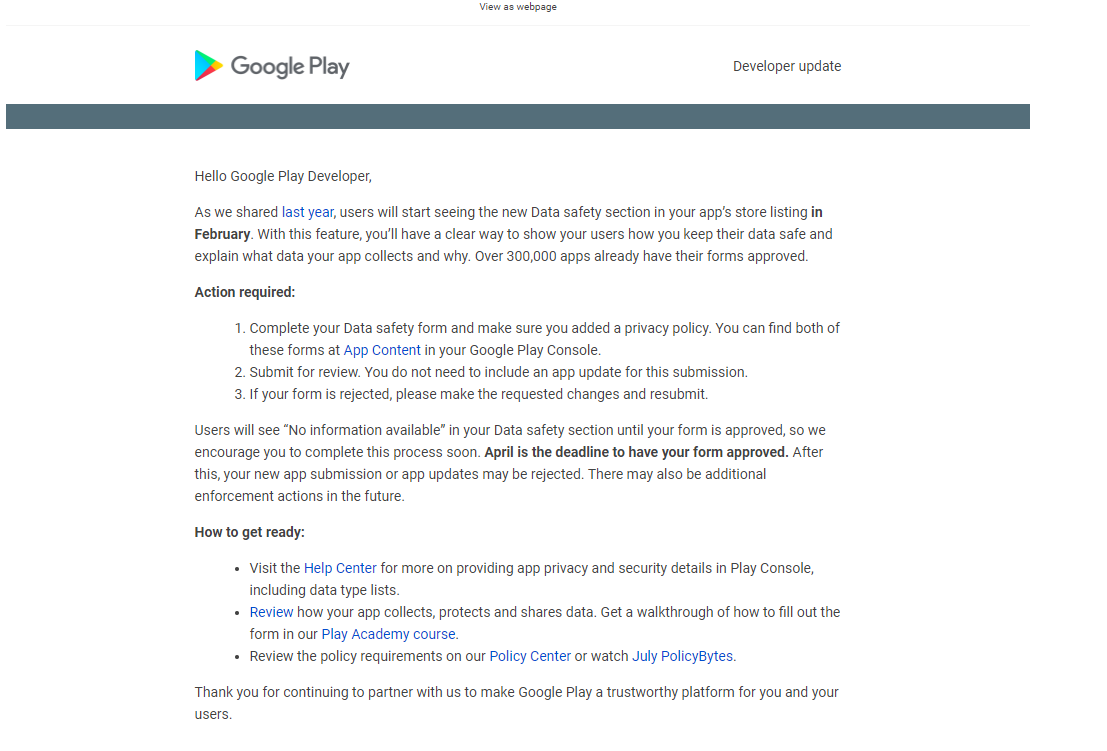 View as webpage
Google Play
Developer update
Hello Google Play Developer,
As we shared last year, users will start seeing the new Data safety section in your app’s store listing in
February. With this feature, you’ll have a clear way to show your users how you keep their data safe and
explain what data your app collects and why. Over 300,000 apps already have their forms approved.
Action required:
1. Complete your Data safety form and make sure you added a privacy policy. You can find both of
these forms at App Content in your Google Play Console.
2. Submit for review. You do not need to include an app update for this submission.
3. If your form is rejected, please make the requested changes and resubmit.
Users will see “No information available” in your Data safety section until your form is approved, so we
encourage you to complete this process soon. April is the deadline to have your form approved. After
this, your new app submission or app updates may be rejected. There may also be additional
enforcement actions in the future.
How to get ready:
• Visit the Help Center for more on providing app privacy and security details in Play Console,
including data type lists.
• Review how your app collects, protects and shares data. Get a walkthrough of how to fill out the
form in our Play Academy course.
• Review the policy requirements on our Policy Center or watch July PolicyBytes.
Thank you for continuing to partner with us to make Google Play a trustworthy platform for you and your
users.